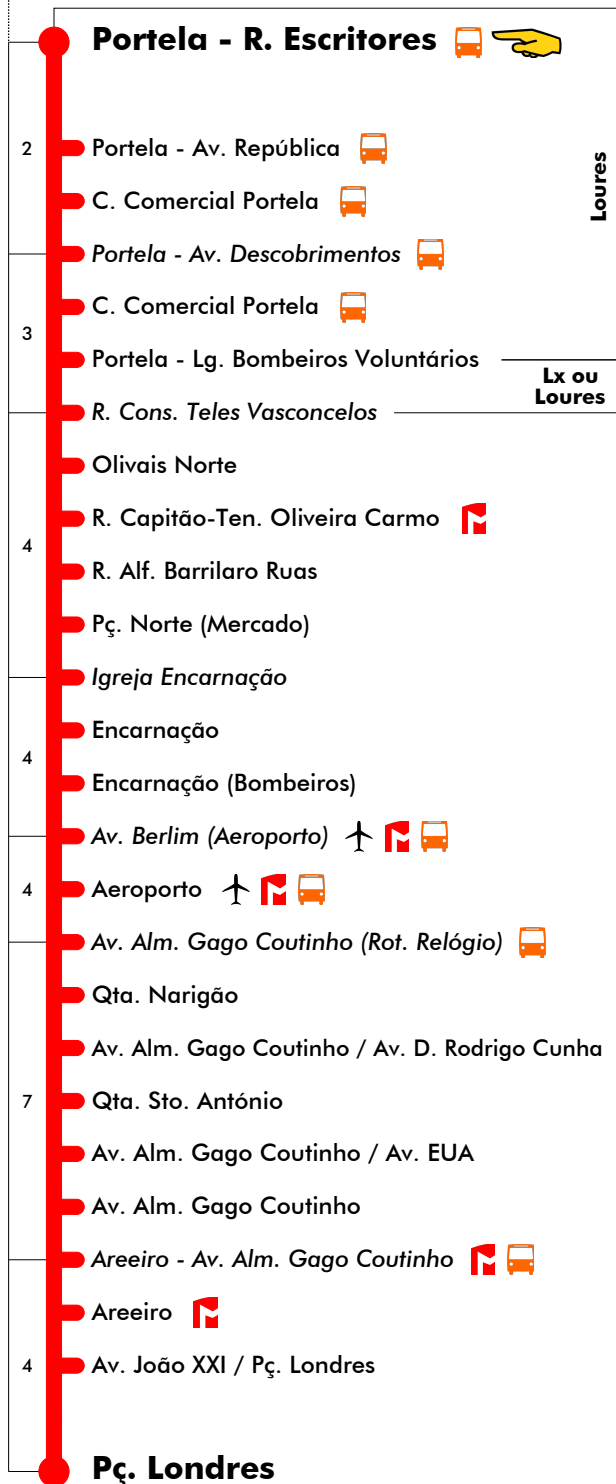 Portela - R. Escritores
2
Portela - Av. República
C. Comercial Portela
Loures
Portela - Av. Descobrimentos
C. Comercial Portela
3
Portela - Lg. Bombeiros Voluntários
Lx ou
Loures
R. Cons. Teles Vasconcelos
Olivais Norte
R. Capitão-Ten. Oliveira Carmo
4
R. Alf. Barrilaro Ruas
Pç. Norte (Mercado)
Igreja Encarnação
Encarnação
4
Encarnação (Bombeiros)
Av. Berlim (Aeroporto)
4
Aeroporto
Av. Alm. Gago Coutinho (Rot. Relógio)
Qta. Narigão
Av. Alm. Gago Coutinho / Av. D. Rodrigo Cunha
7
Qta. Sto. António
Av. Alm. Gago Coutinho / Av. EUA
Av. Alm. Gago Coutinho
Areeiro - Av. Alm. Gago Coutinho
Areeiro
4
Av. João XXI / Pç. Londres
Pç. Londres